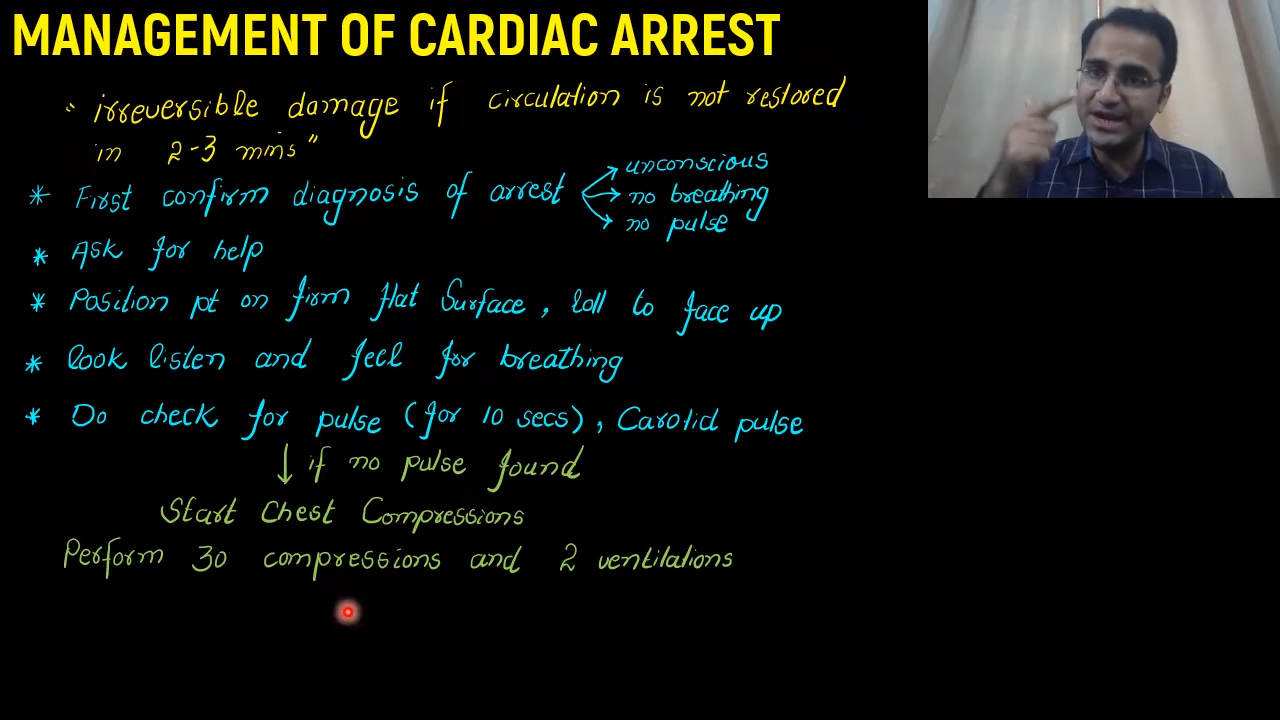 MANAGEMENT OF CARDIAC ARREST
" irreversible damage if circulation is not restored
in 2-3 mins "
* First confirm diagnosis of arrest → unconscious
→ no breathing
→ no pulse
* Ask for help
* Position pt on firm flat Surface, loll to face up
* look listen and feel for breathing
* Do check for pulse (for 10 secs), Carotid pulse
↓ if no pulse found
Start Chest Compressions
Perform 30 compressions and 2 ventilations